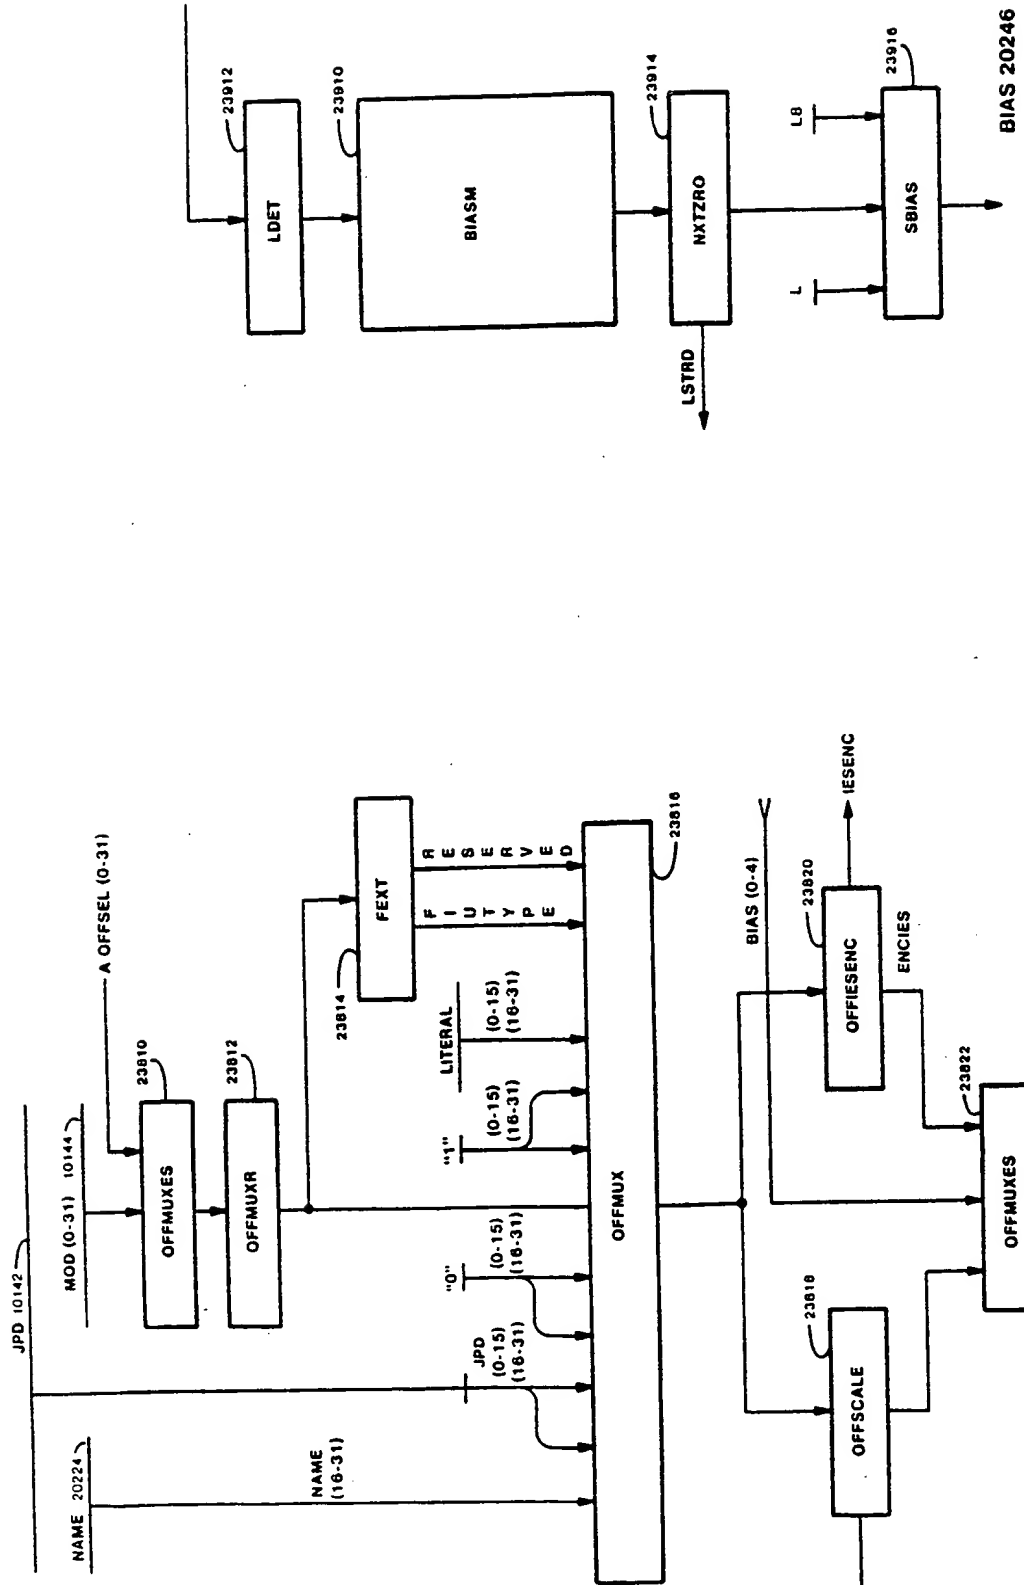 JPD 10142
NAME 20224
MOD (0-31) 10144
A OFFSEL (0-31)
OFFMUXES
23810
OFFMUXR
23812
FEXT
23814
NAME
(16-31)
JPD
(0-15)
(16-31)
"0"
(0-15)
(16-31)
"1"
(0-15)
(16-31)
LITERAL
(0-15)
(16-31)
FIUTYPE
RESERVED
OFFMUX
23816
BIAS (0-4)
OFFSCALE
23818
OFFIESENC
23820
IESENC
ENCIES
OFFMUXES
23822
LDET
23912
BIASM
23910
NXTZRO
23914
LSTRD
L
L8
SBIAS
23916
BIAS 20246